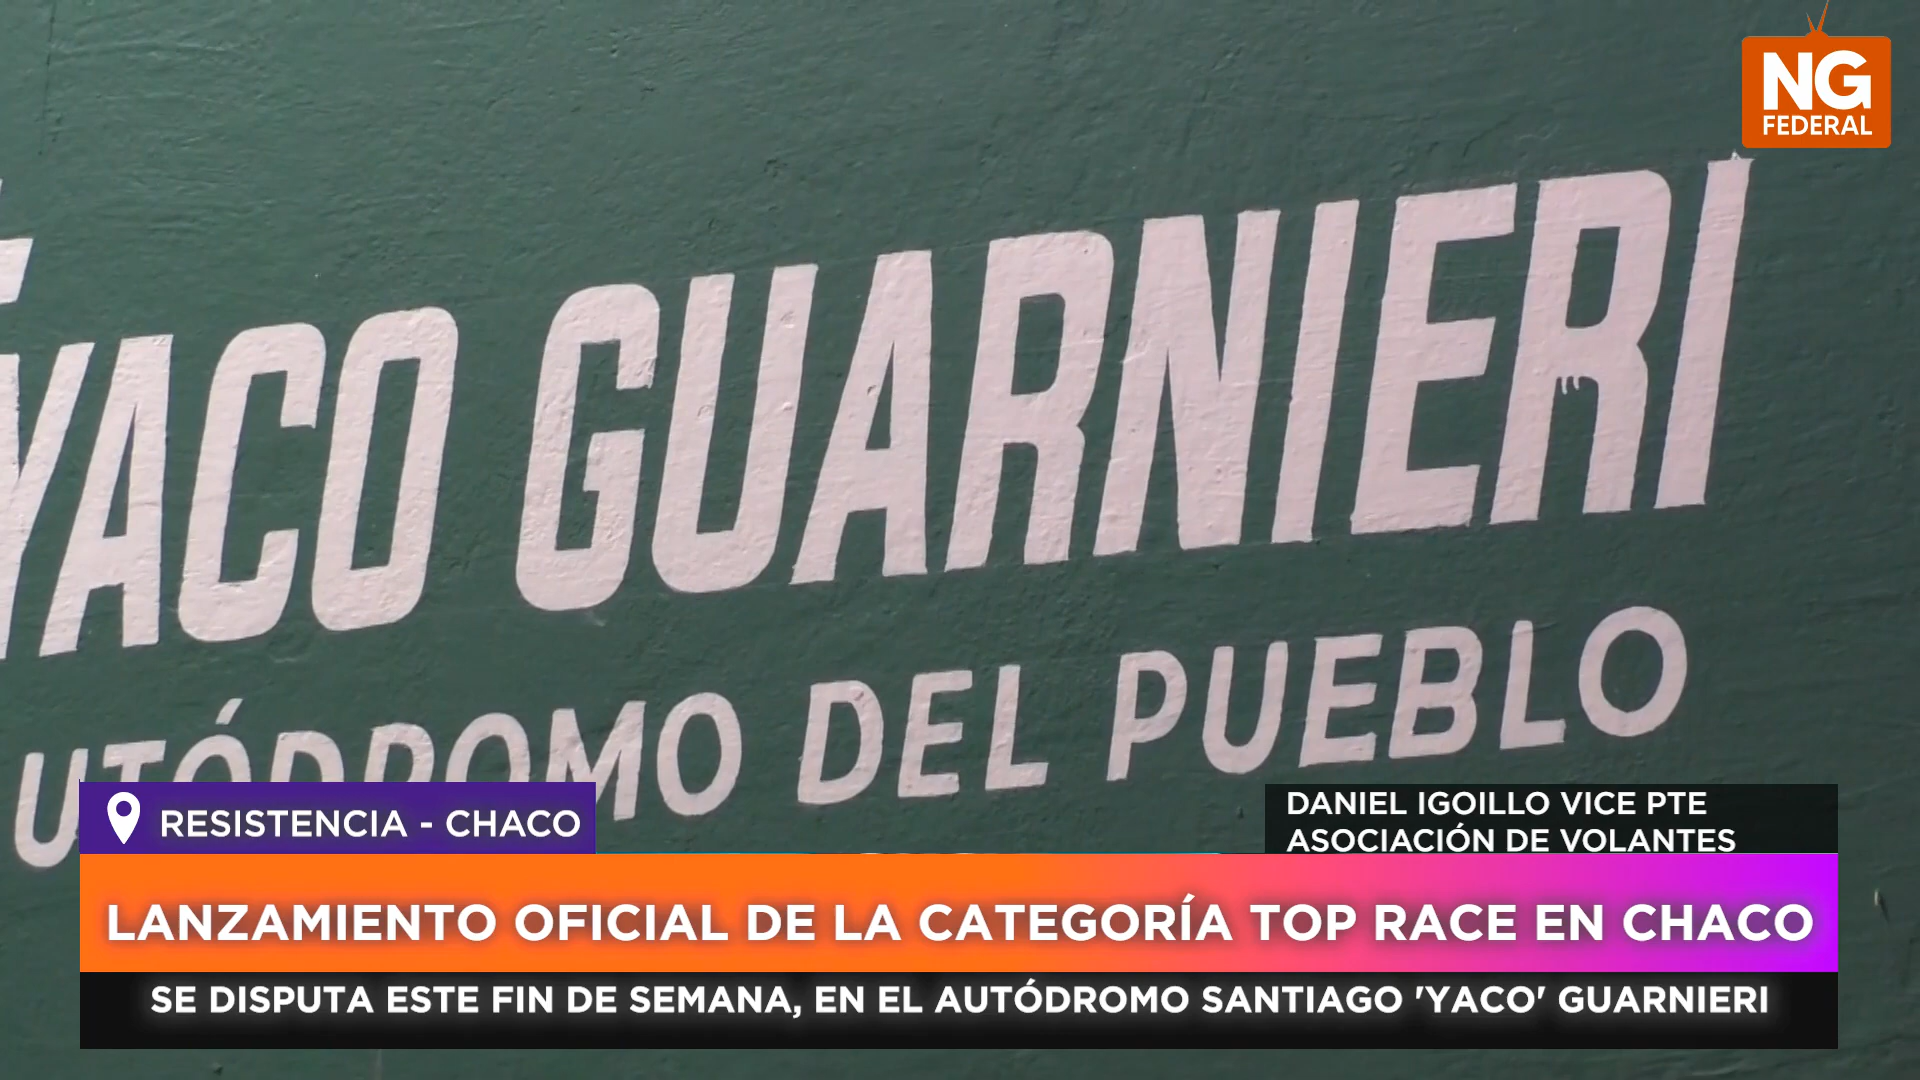 NG
FEDERAL
YACO GUARNIERI
UTÓDROMO DEL PUEBLO
RESISTENCIA - CHACO
DANIEL IGOILLO VICE PTE
ASOCIACIÓN DE VOLANTES
LANZAMIENTO OFICIAL DE LA CATEGORÍA TOP RACE EN CHACO
SE DISPUTA ESTE FIN DE SEMANA, EN EL AUTÓDROMO SANTIAGO 'YACO' GUARNIERI